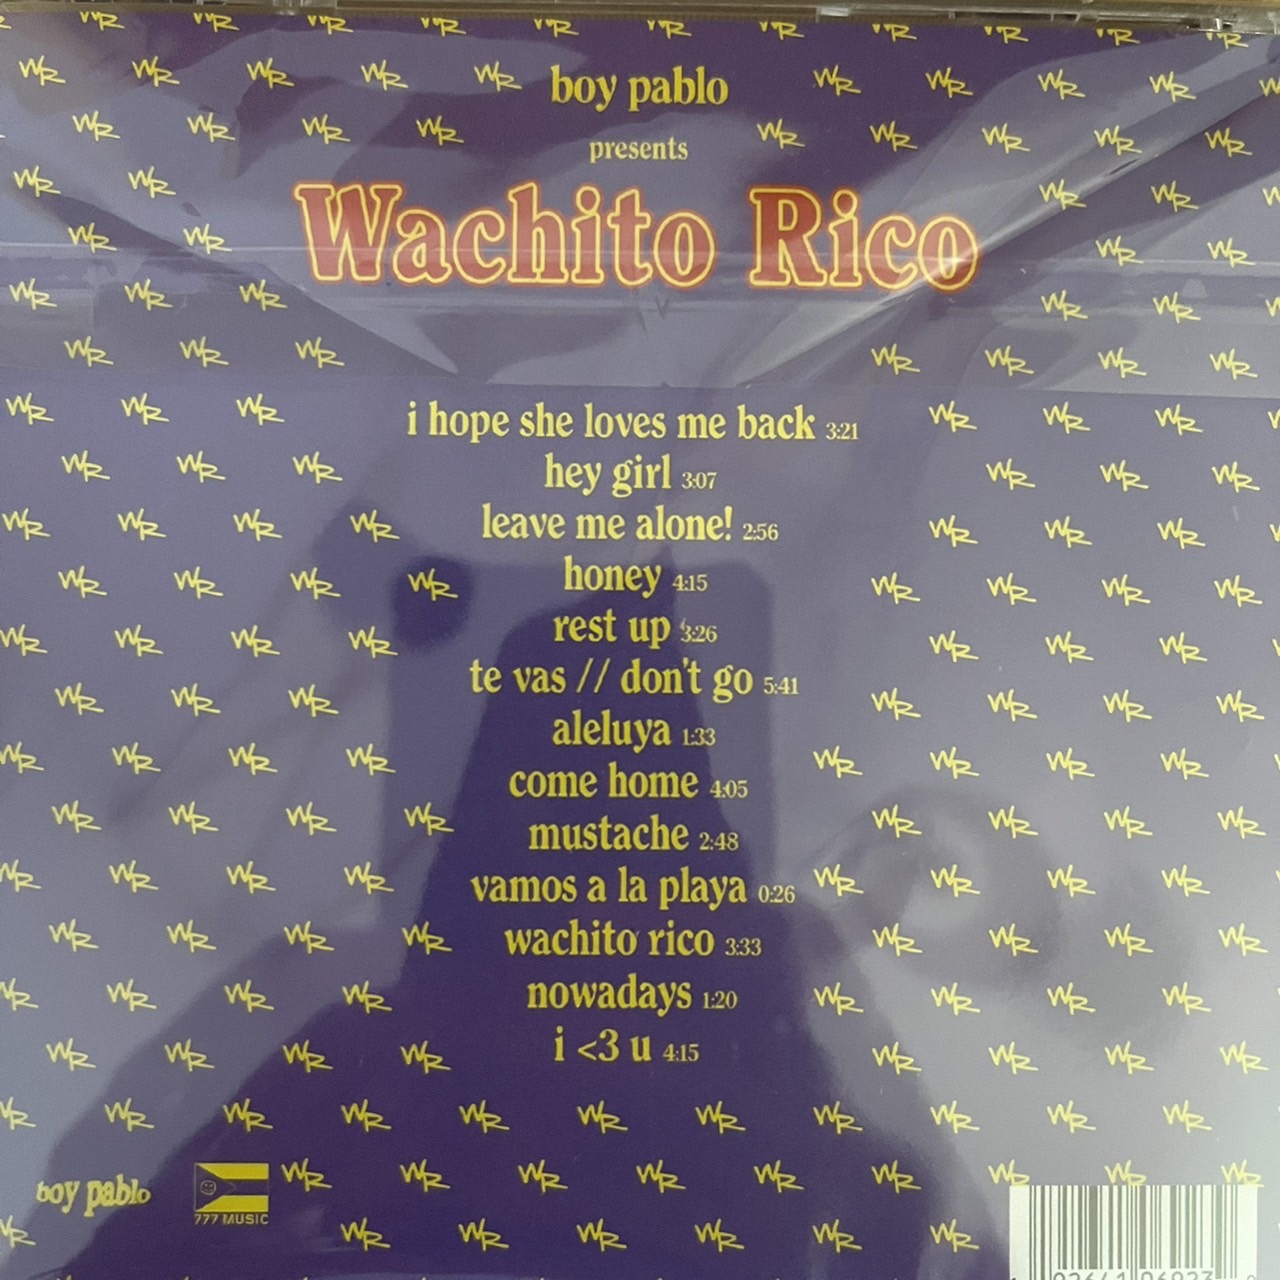 boy pablo
presents
Wachito Rico
i hope she loves me back 3:21
hey girl 3:07
leave me alone! 2:56
honey 4:15
rest up 3:26
te vas // don't go 5:41
aleluya 1:33
come home 4:05
mustache 2:48
vamos a la playa 0:26
wachito rico 3:33
nowadays 1:20
i <3 u 4:15
boy pablo
777 MUSIC